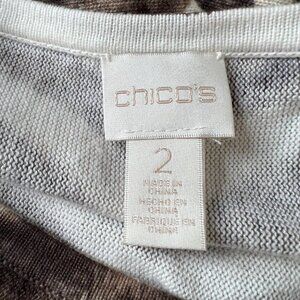 chico's
2
MADE IN
CHINA
HECHO EN
CHINA
FABRIQUE EN
CHINE